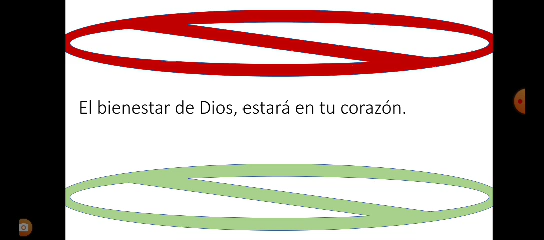 El bienestar de Dios, estará en tu corazón.